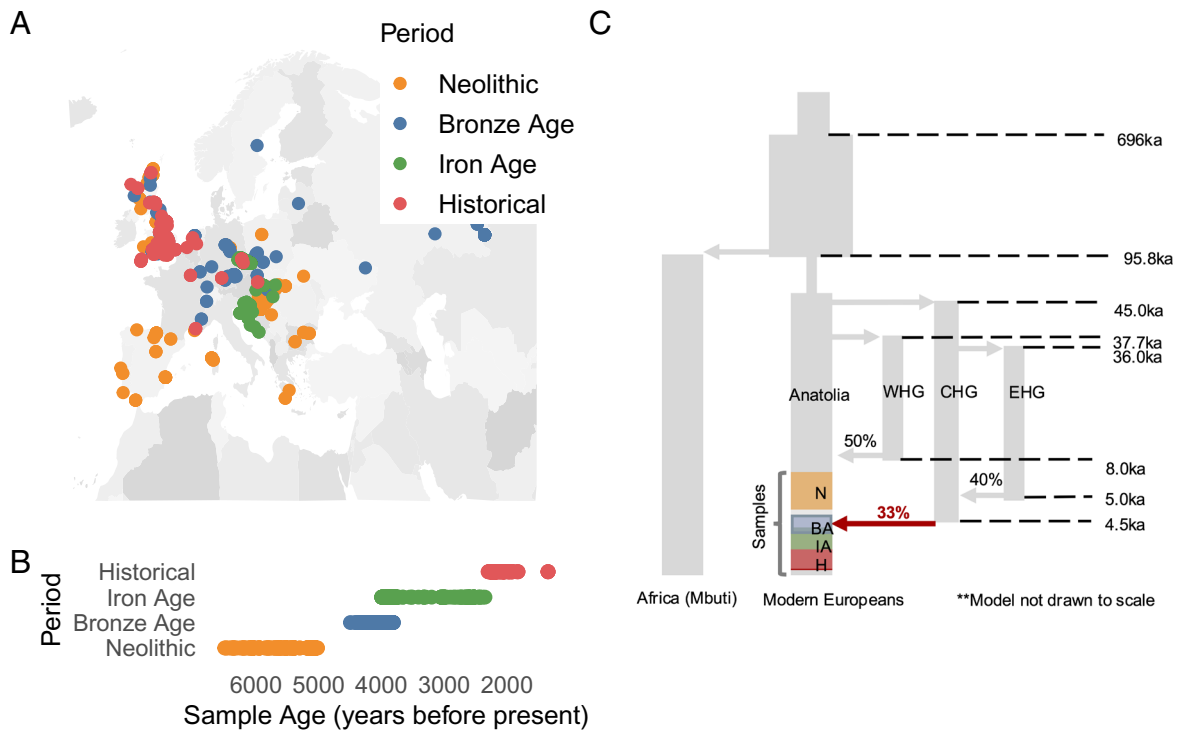 A
Period
Neolithic
Bronze Age
Iron Age
Historical
B
Period
Historical
Iron Age
Bronze Age
Neolithic
6000 5000 4000 3000 2000
Sample Age (years before present)
C
696ka
95.8ka
45.0ka
37.7ka
36.0ka
Anatolia WHG CHG EHG
50%
8.0ka
40%
N
5.0ka
33%
4.5ka
Samples
BA
IA
H
Africa (Mbuti) Modern Europeans **Model not drawn to scale